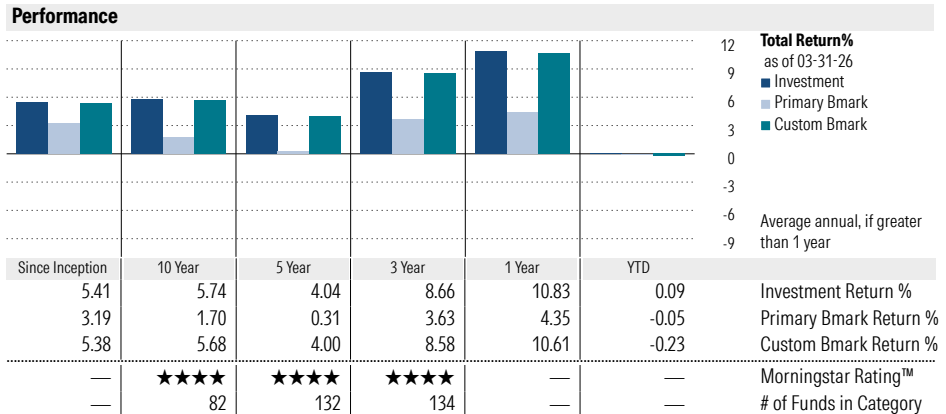 Performance
12
9
6
3
0
-3
-6
-9
Total Return%
as of 03-31-26
Investment
Primary Bmark
Custom Bmark
Average annual, if greater
than 1 year
Since Inception 10 Year 5 Year 3 Year 1 Year YTD
5.41 5.74 4.04 8.66 10.83 0.09 Investment Return %
3.19 1.70 0.31 3.63 4.35 -0.05 Primary Bmark Return %
5.38 5.68 4.00 8.58 10.61 -0.23 Custom Bmark Return %
— ★★★★ ★★★★ ★★★★ — — Morningstar Rating™
— 82 132 134 — — # of Funds in Category